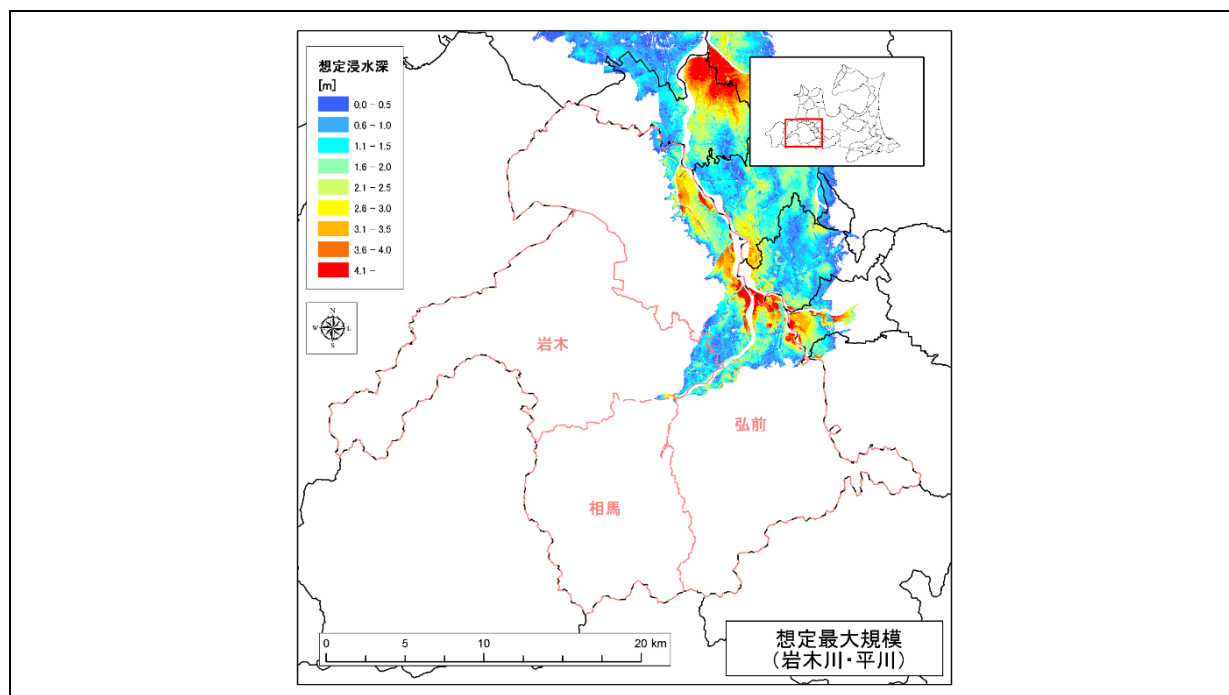 想定浸水深
[m]
0.0 - 0.5
0.6 - 1.0
1.1 - 1.5
1.6 - 2.0
2.1 - 2.5
2.6 - 3.0
3.1 - 3.5
3.6 - 4.0
4.1 -
N
W E
S
岩木
弘前
相馬
0 5 10 20 km
想定最大規模
（岩木川・平川）